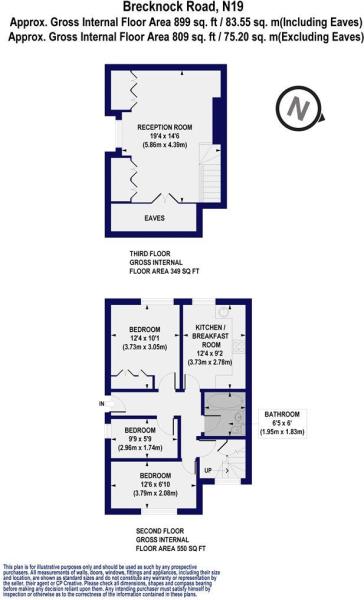 Brecknock Road, N19
Approx. Gross Internal Floor Area 899 sq. ft / 83.55 sq. m(Including Eaves)
Approx. Gross Internal Floor Area 809 sq. ft / 75.20 sq. m(Excluding Eaves)
N
RECEPTION ROOM
19'4 x 14'6
(5.86m x 4.39m)
EAVES
THIRD FLOOR
GROSS INTERNAL
FLOOR AREA 349 SQ FT
BEDROOM
12'4 x 10'1
(3.73m x 3.05m)
KITCHEN /
BREAKFAST
ROOM
12'4 x 9'2
(3.73m x 2.78m)
IN
BATHROOM
6'5 x 6'
(1.95m x 1.83m)
BEDROOM
9'9 x 5'9
(2.96m x 1.74m)
BEDROOM
12'6 x 6'10
(3.79m x 2.08m)
UP
SECOND FLOOR
GROSS INTERNAL
FLOOR AREA 550 SQ FT
This plan is for illustrative purposes only and should be used as such by any prospective
purchasers. All measurements of walls, doors, windows, fittings and appliances, including their size
and location, are shown as standard sizes and do not constitute any warranty or representation by
the seller, their agent or CP Creative. Please check all dimensions, shapes and compass bearing
before making any decision reliant upon them. Any intending purchaser must satisfy himself by
inspection or otherwise as to the correctness of the information contained in these plans.